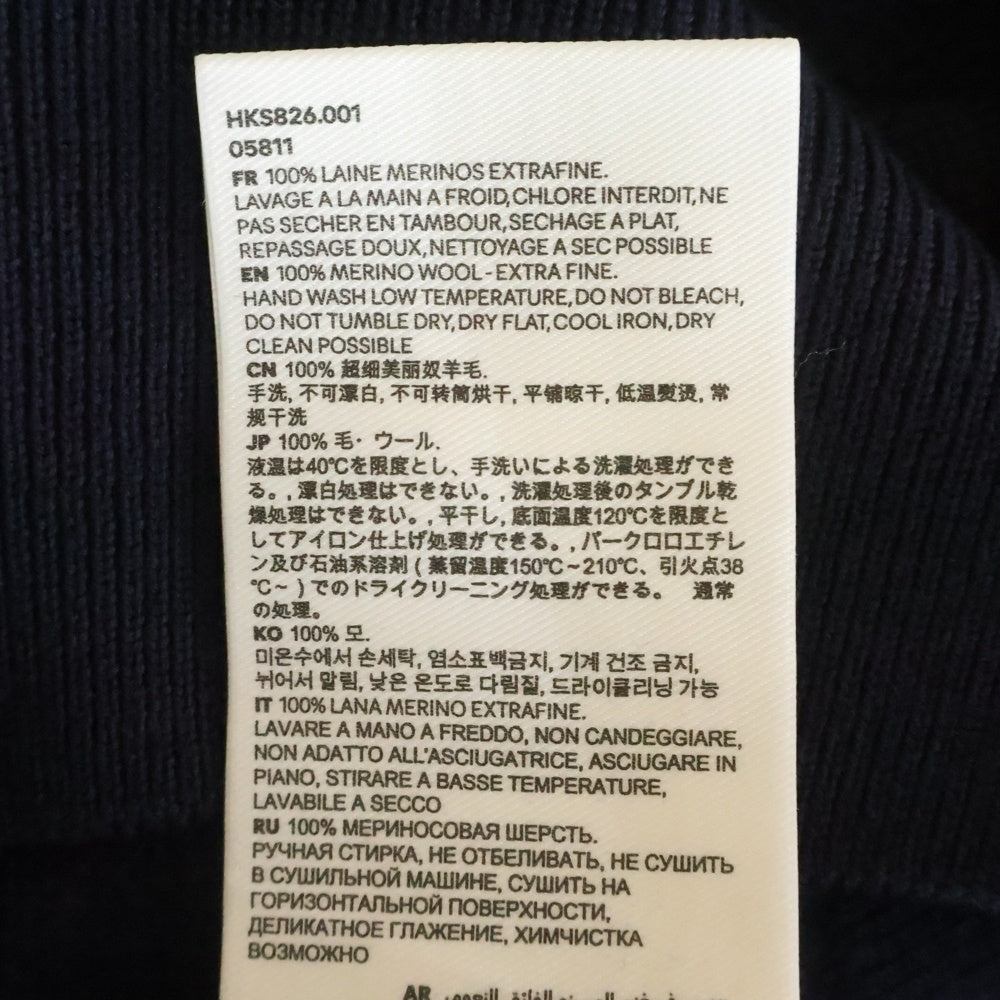 HKS826.001
05811
FR 100% LAINE MERINOS EXTRAFINE.
LAVAGE A LA MAIN A FROID, CHLORE INTERDIT, NE
PAS SECHER EN TAMBOUR, SECHAGE A PLAT,
REPASSAGE DOUX, NETTOYAGE A SEC POSSIBLE
EN 100% MERINO WOOL - EXTRA FINE.
HAND WASH LOW TEMPERATURE, DO NOT BLEACH,
DO NOT TUMBLE DRY, DRY FLAT, COOL IRON, DRY
CLEAN POSSIBLE
CN 100% 超细美丽奴羊毛.
手洗, 不可漂白, 不可转筒烘干, 平铺晾干, 低温熨烫, 常
规干洗
JP 100% 毛・ウール.
液温は40℃を限度とし、手洗いによる洗濯処理ができ
る。, 漂白処理はできない。, 洗濯処理後のタンブル乾
燥処理はできない。, 平干し, 底面温度120℃を限度と
してアイロン仕上げ処理ができる。, パークロロエチレ
ン及び石油系溶剤 ( 蒸留温度150℃~210℃、引火点38
℃~ ) でのドライクリーニング処理ができる。 通常
の処理。
KO 100% 모.
미온수에서 손세탁, 염소표백금지, 기계 건조 금지,
뉘어서 말림, 낮은 온도로 다림질, 드라이클리닝 가능
IT 100% LANA MERINO EXTRAFINE.
LAVARE A MANO A FREDDO, NON CANDEGGIARE,
NON ADATTO ALL'ASCIUGATRICE, ASCIUGARE IN
PIANO, STIRARE A BASSE TEMPERATURE,
LAVABILE A SECCO
RU 100% МЕРИНОСОВАЯ ШЕРСТЬ.
РУЧНАЯ СТИРКА, НЕ ОТБЕЛИВАТЬ, НЕ СУШИТЬ
В СУШИЛЬНОЙ МАШИНЕ, СУШИТЬ НА
ГОРИЗОНТАЛЬНОЙ ПОВЕРХНОСТИ,
ДЕЛИКАТНОЕ ГЛАЖЕНИЕ, ХИМЧИСТКА
ВОЗМОЖНО
AR